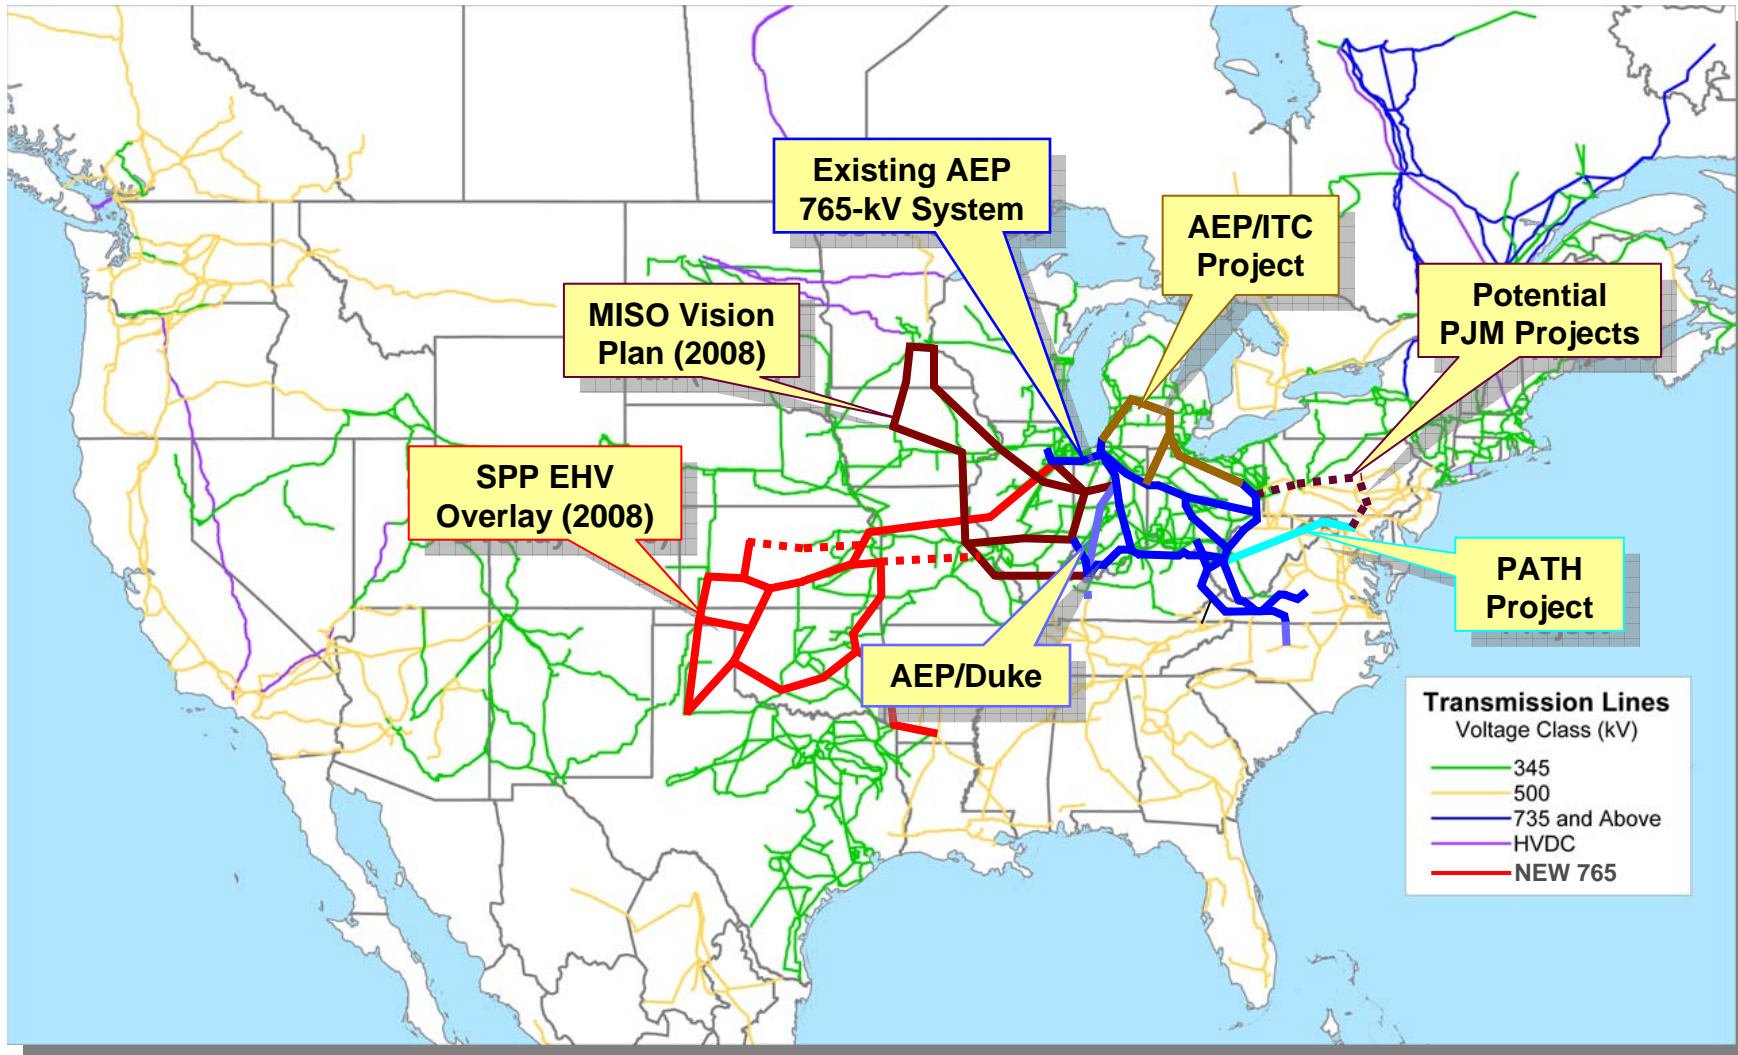 Existing AEP
765-kV System
AEP/ITC
Project
Potential
PJM Projects
MISO Vision
Plan (2008)
SPP EHV
Overlay (2008)
PATH
Project
AEP/Duke
Transmission Lines
Voltage Class (kV)
345
500
735 and Above
HVDC
NEW 765